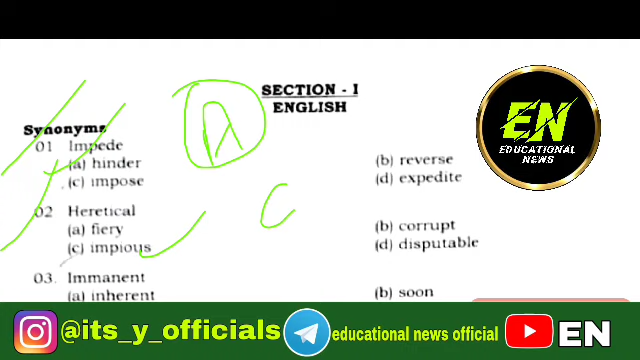 SECTION - I
ENGLISH
Synonyms
01 Impede
(a) hinder (b) reverse
(c) impose (d) expedite
02 Heretical
(a) fiery (b) corrupt
(c) impious (d) disputable
03. Immanent
(a) inherent (b) soon
A
C
EN
EDUCATIONAL
NEWS
@its_y_officials educational news official EN